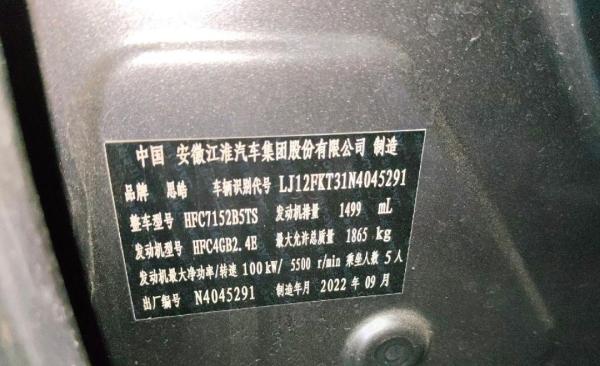 中国 安徽江淮汽车集团股份有限公司 制造
品牌 思皓 车辆识别代号 LJ12FKT31N4045291
整车型号 HFC7152B5TS 发动机排量 1499 mL
发动机型号 HFC4GB2.4E 最大允许总质量 1865 kg
发动机最大净功率/转速 100kW/ 5500 r/min 乘坐人数 5人
出厂编号 N4045291 制造年月 2022 年 09 月